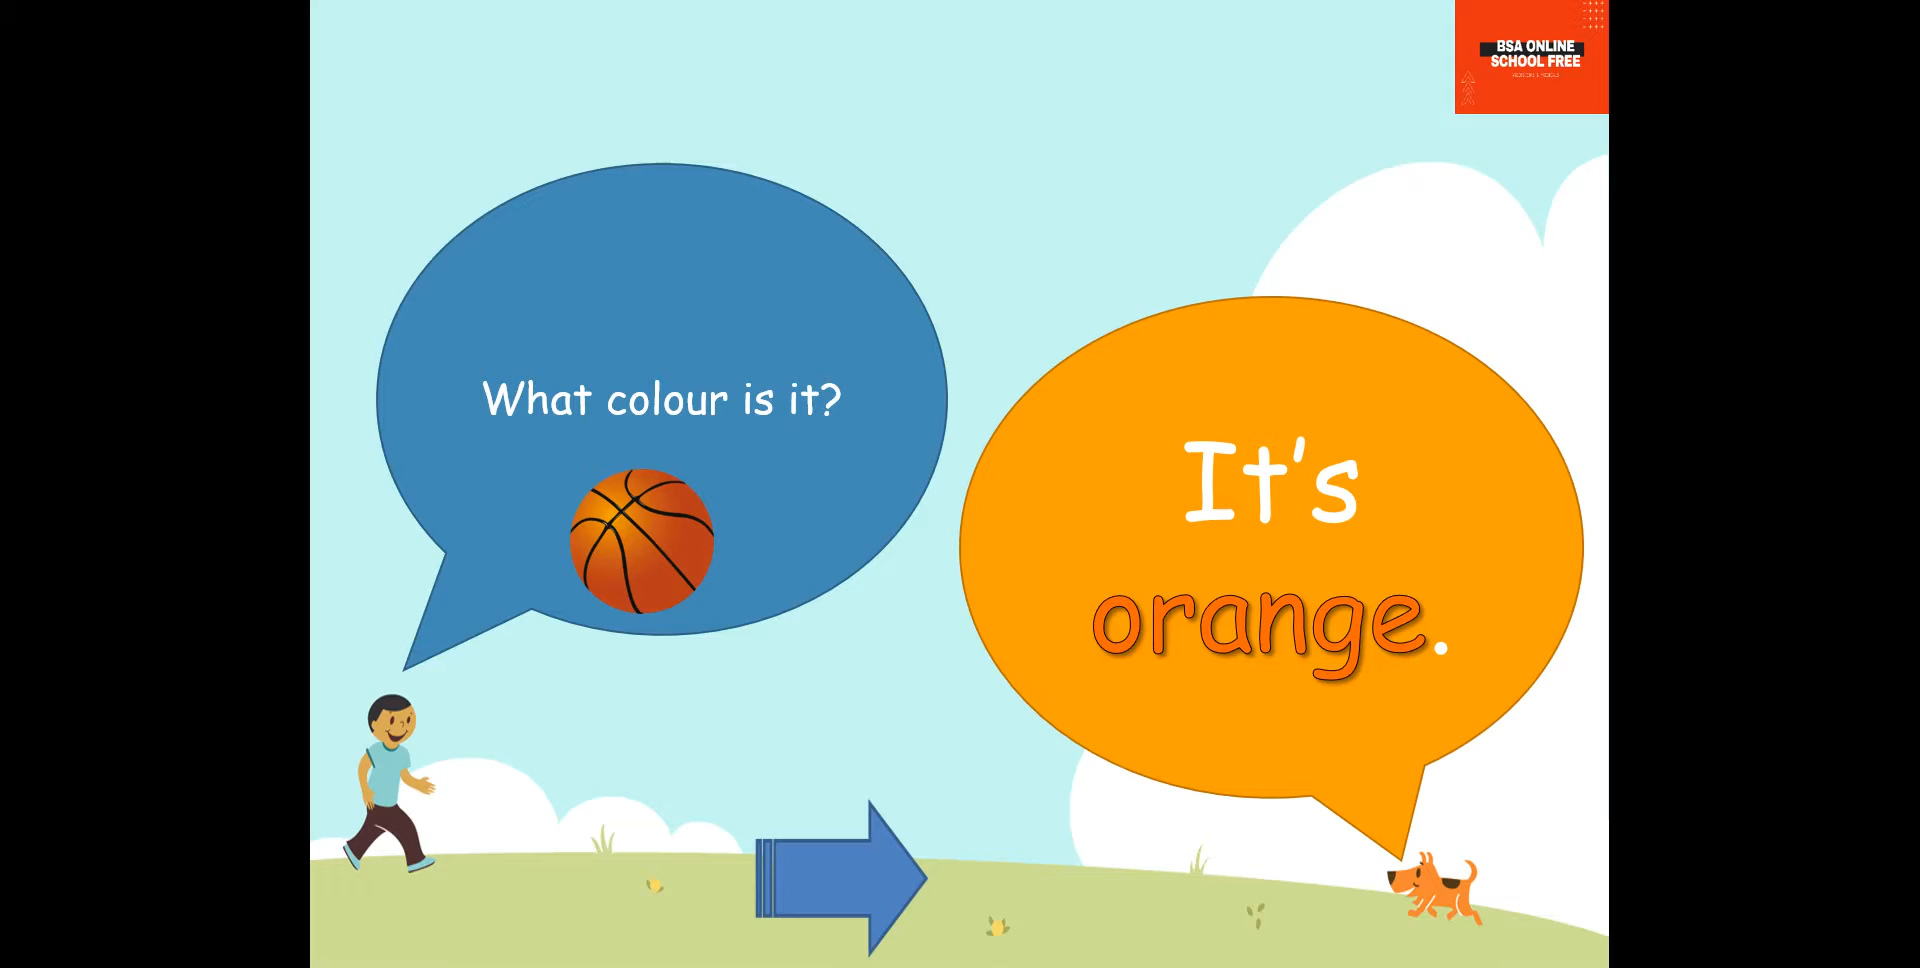 BSA ONLINE
SCHOOL FREE
What colour is it?
It's
orange.